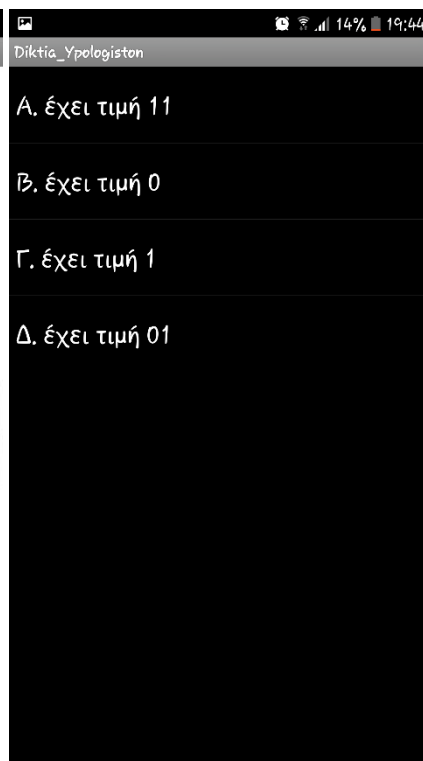 14% 19:44
Diktia_Ypologiston
Α. έχει τιμή 11
Β. έχει τιμή 0
Γ. έχει τιμή 1
Δ. έχει τιμή 01